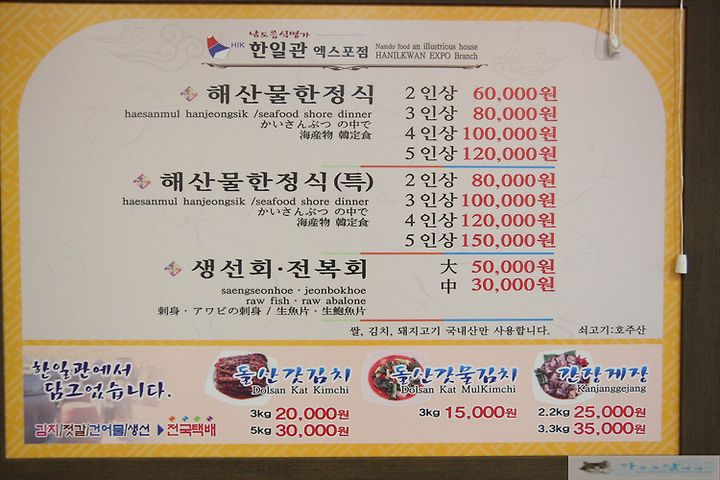 남도음식명가
HIK 한일관 엑스포점 Namdo food an illustrious house
HANILKWAN EXPO Branch
해산물한정식 2인상 60,000원
haesanmul hanjeongsik /seafood shore dinner 3인상 80,000원
かいさんぶつ の中で
海産物 韓定食 4인상 100,000원
5인상 120,000원
해산물한정식(특) 2인상 80,000원
haesanmul hanjeongsik /seafood shore dinner 3인상 100,000원
かいさんぶつ の中で
海産物 韓定食 4인상 120,000원
5인상 150,000원
생선회·전복회 大 50,000원
saengseonhoe · jeonbokhoe 中 30,000원
raw fish · raw abalone
刺身・アワビの刺身 / 生魚片・生鮑魚片
쌀, 김치, 돼지고기 국내산만 사용합니다. 쇠고기:호주산
한일관에서
담그었습니다.
김치/젓갈/건어물/생선 ▶ 전국택배
돌산갓김치
Dolsan Kat Kimchi
3kg 20,000원
5kg 30,000원
돌산갓물김치
Dolsan Kat MulKimchi
3kg 15,000원
간장게장
Kanjanggejang
2.2kg 25,000원
3.3kg 35,000원